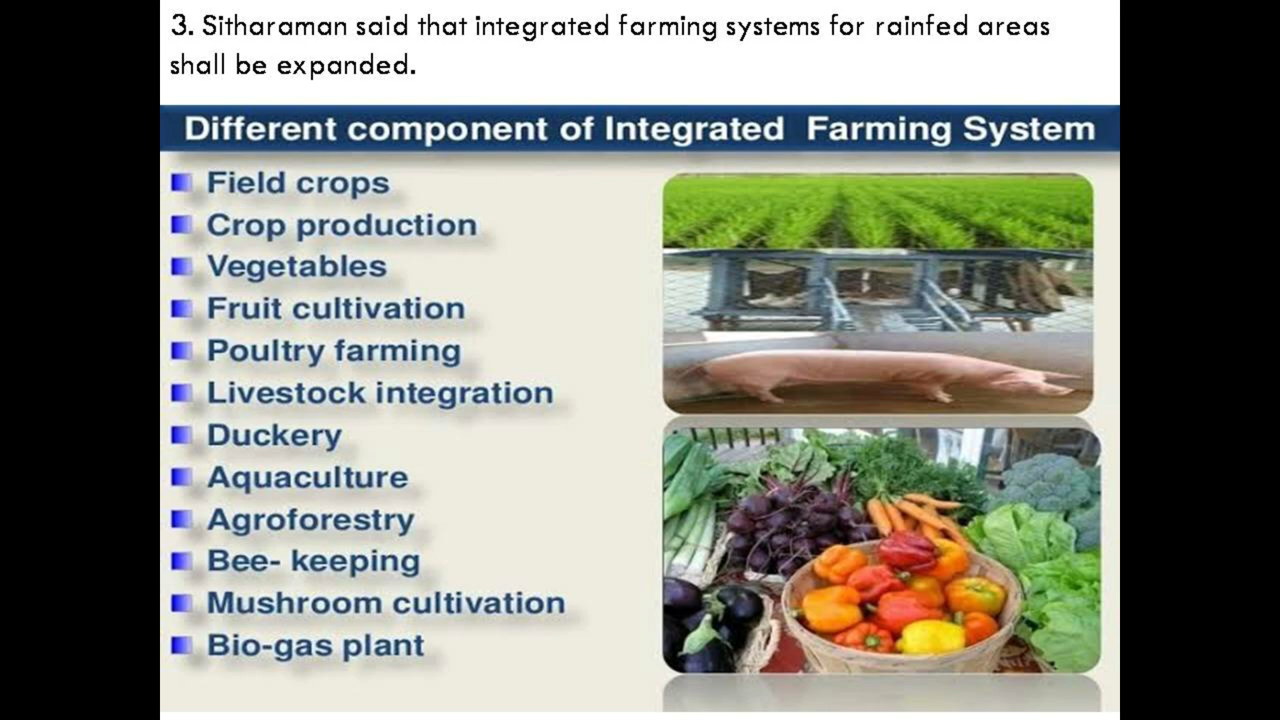 3. Sitharaman said that integrated farming systems for rainfed areas
shall be expanded.
Different component of Integrated Farming System
Field crops
Crop production
Vegetables
Fruit cultivation
Poultry farming
Livestock integration
Duckery
Aquaculture
Agroforestry
Bee- keeping
Mushroom cultivation
Bio-gas plant